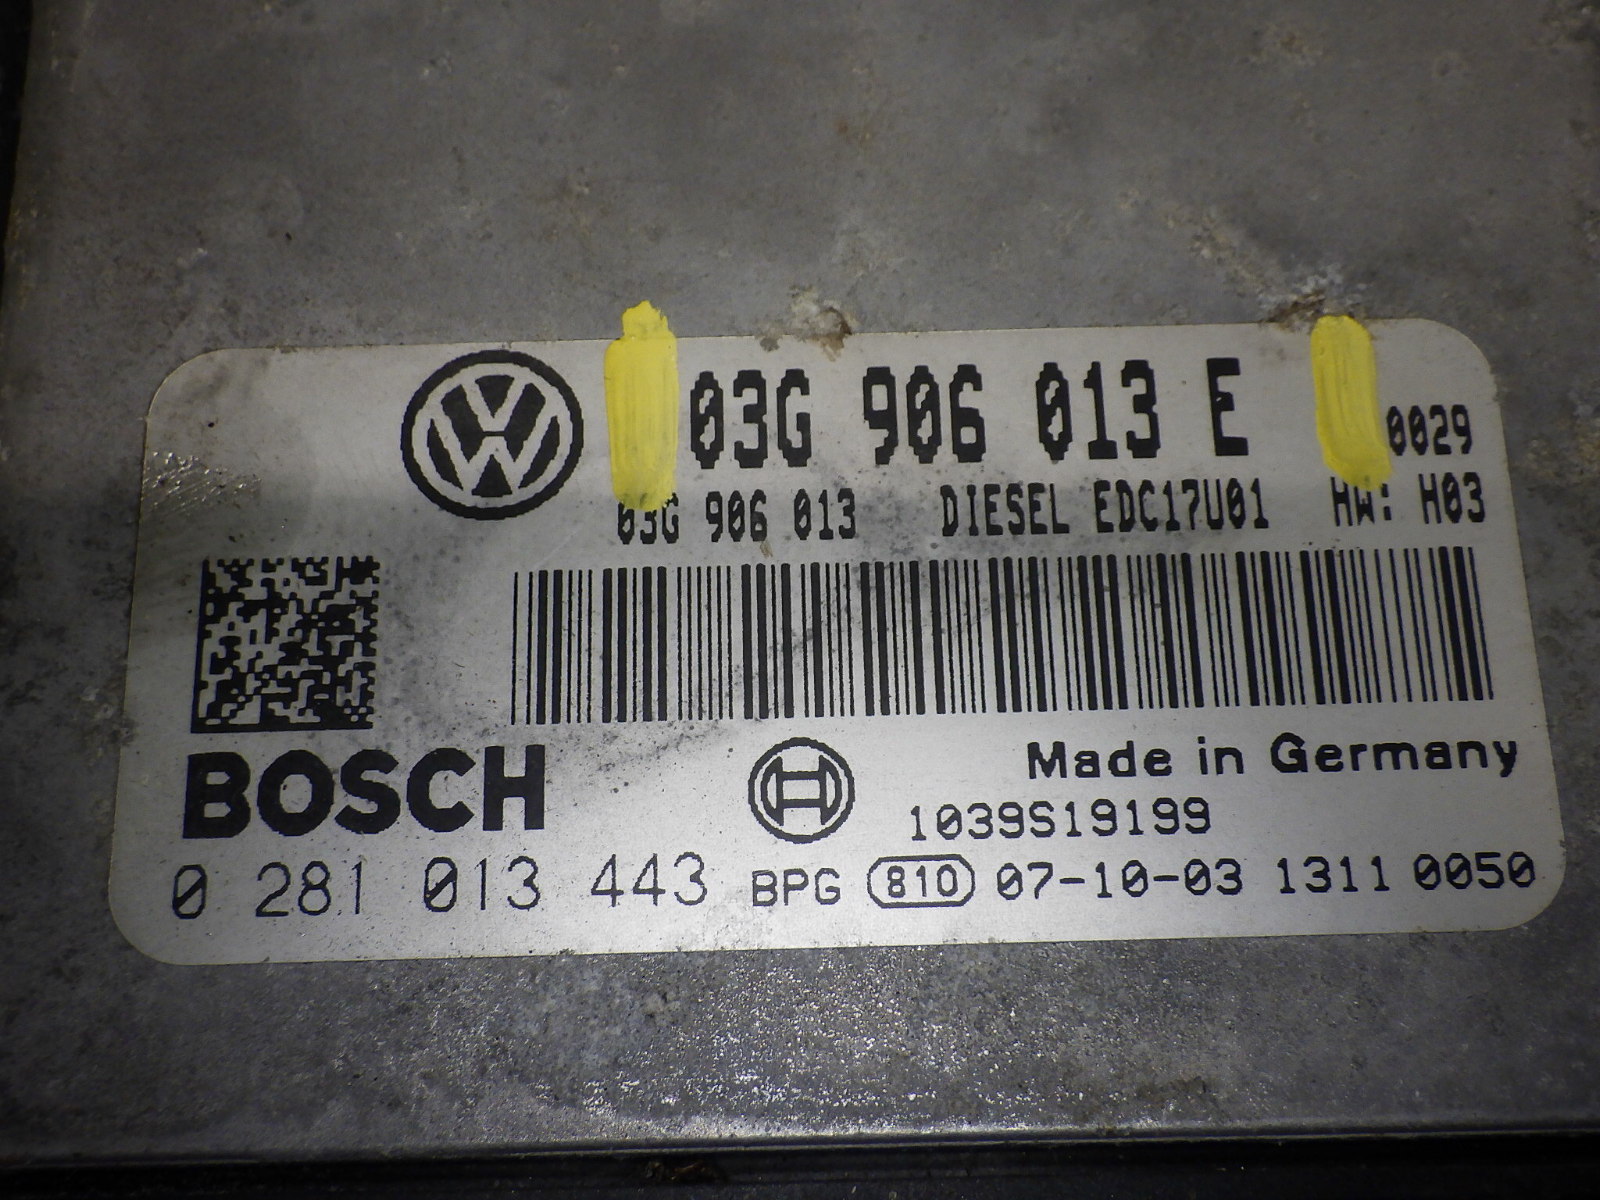 03G 906 013 E 0029
03G 906 013 DIESEL EDC17U01 HW: H03
BOSCH
Made in Germany
1039S19199
0 281 013 443 BPG 810 07-10-03 1311 0050